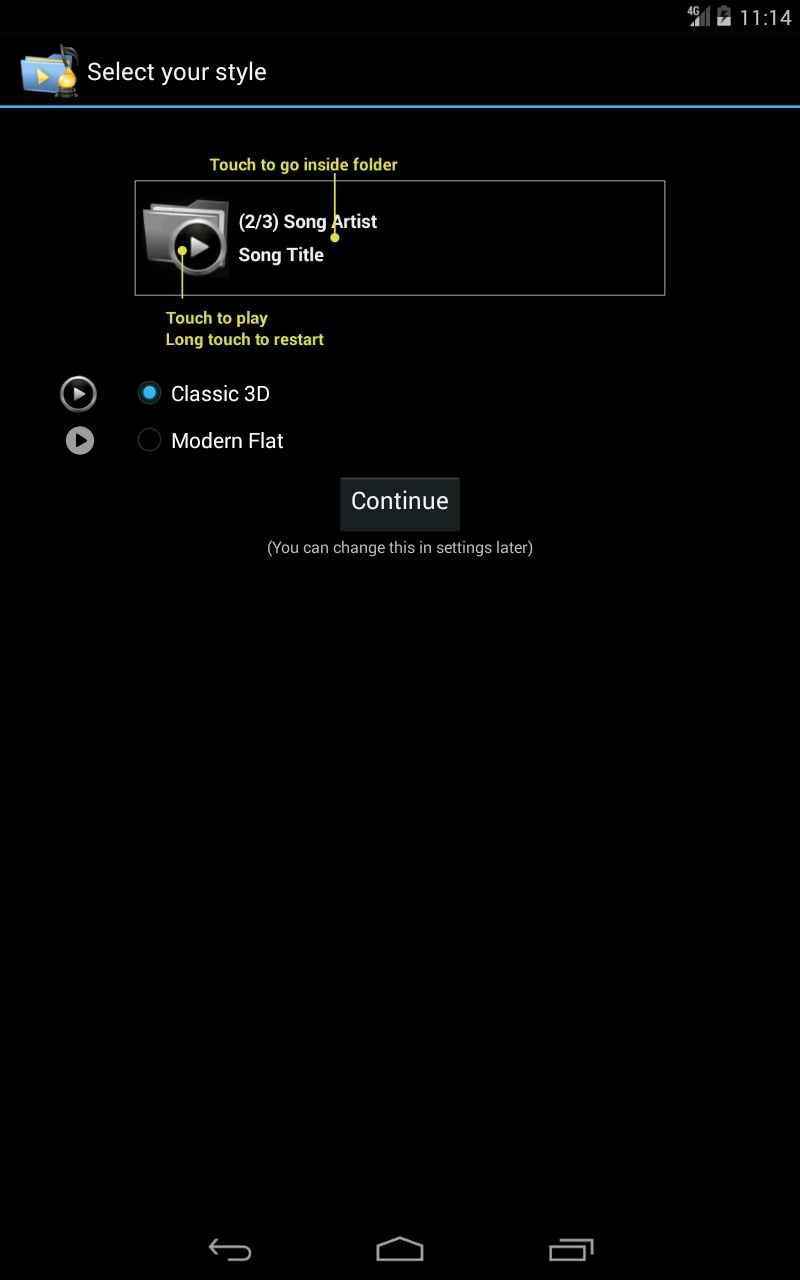 4G 11:14
Select your style
Touch to go inside folder
(2/3) Song Artist
Song Title
Touch to play
Long touch to restart
Classic 3D
Modern Flat
Continue
(You can change this in settings later)